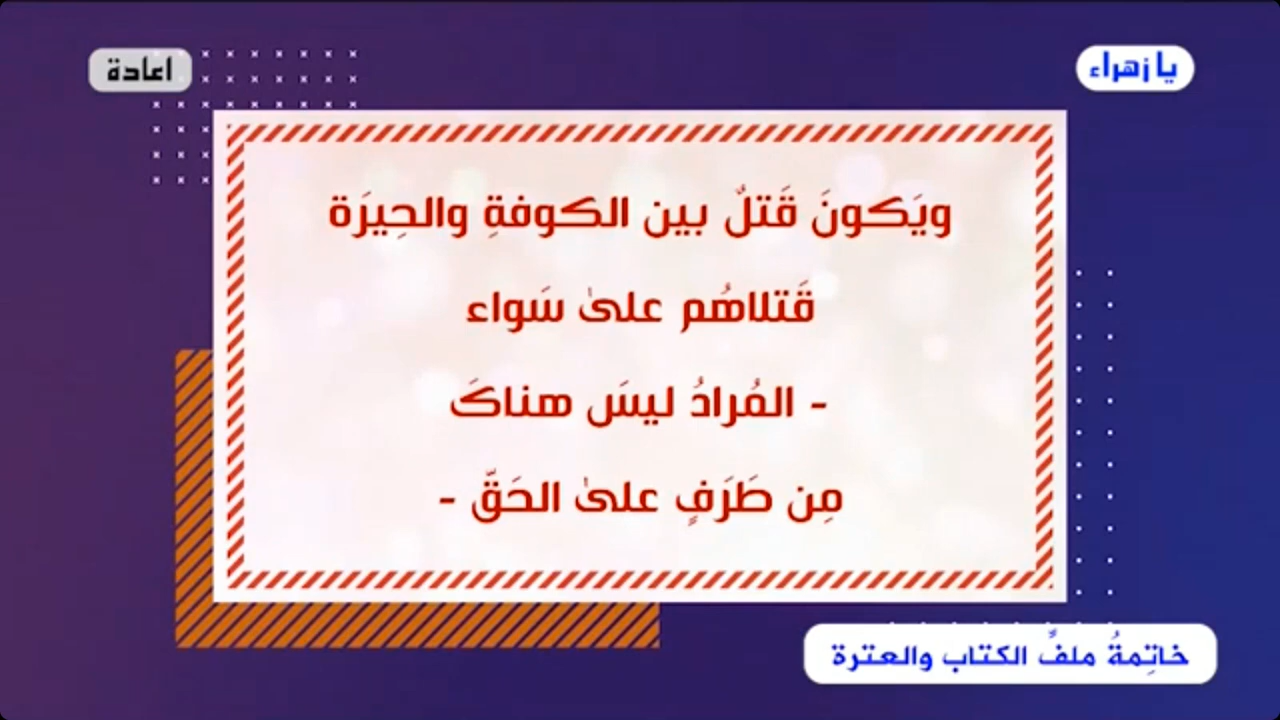 يا زهراء
اعادة
ويَكونَ قَتلٌ بين الكوفةِ والحِيرَة
قَتلاهُم علىٰ سَواء
- المُرادُ ليسَ هناكَ
مِن طَرَفٍ علىٰ الحَقّ -
خاتِمةُ ملفِّ الكتاب والعترة